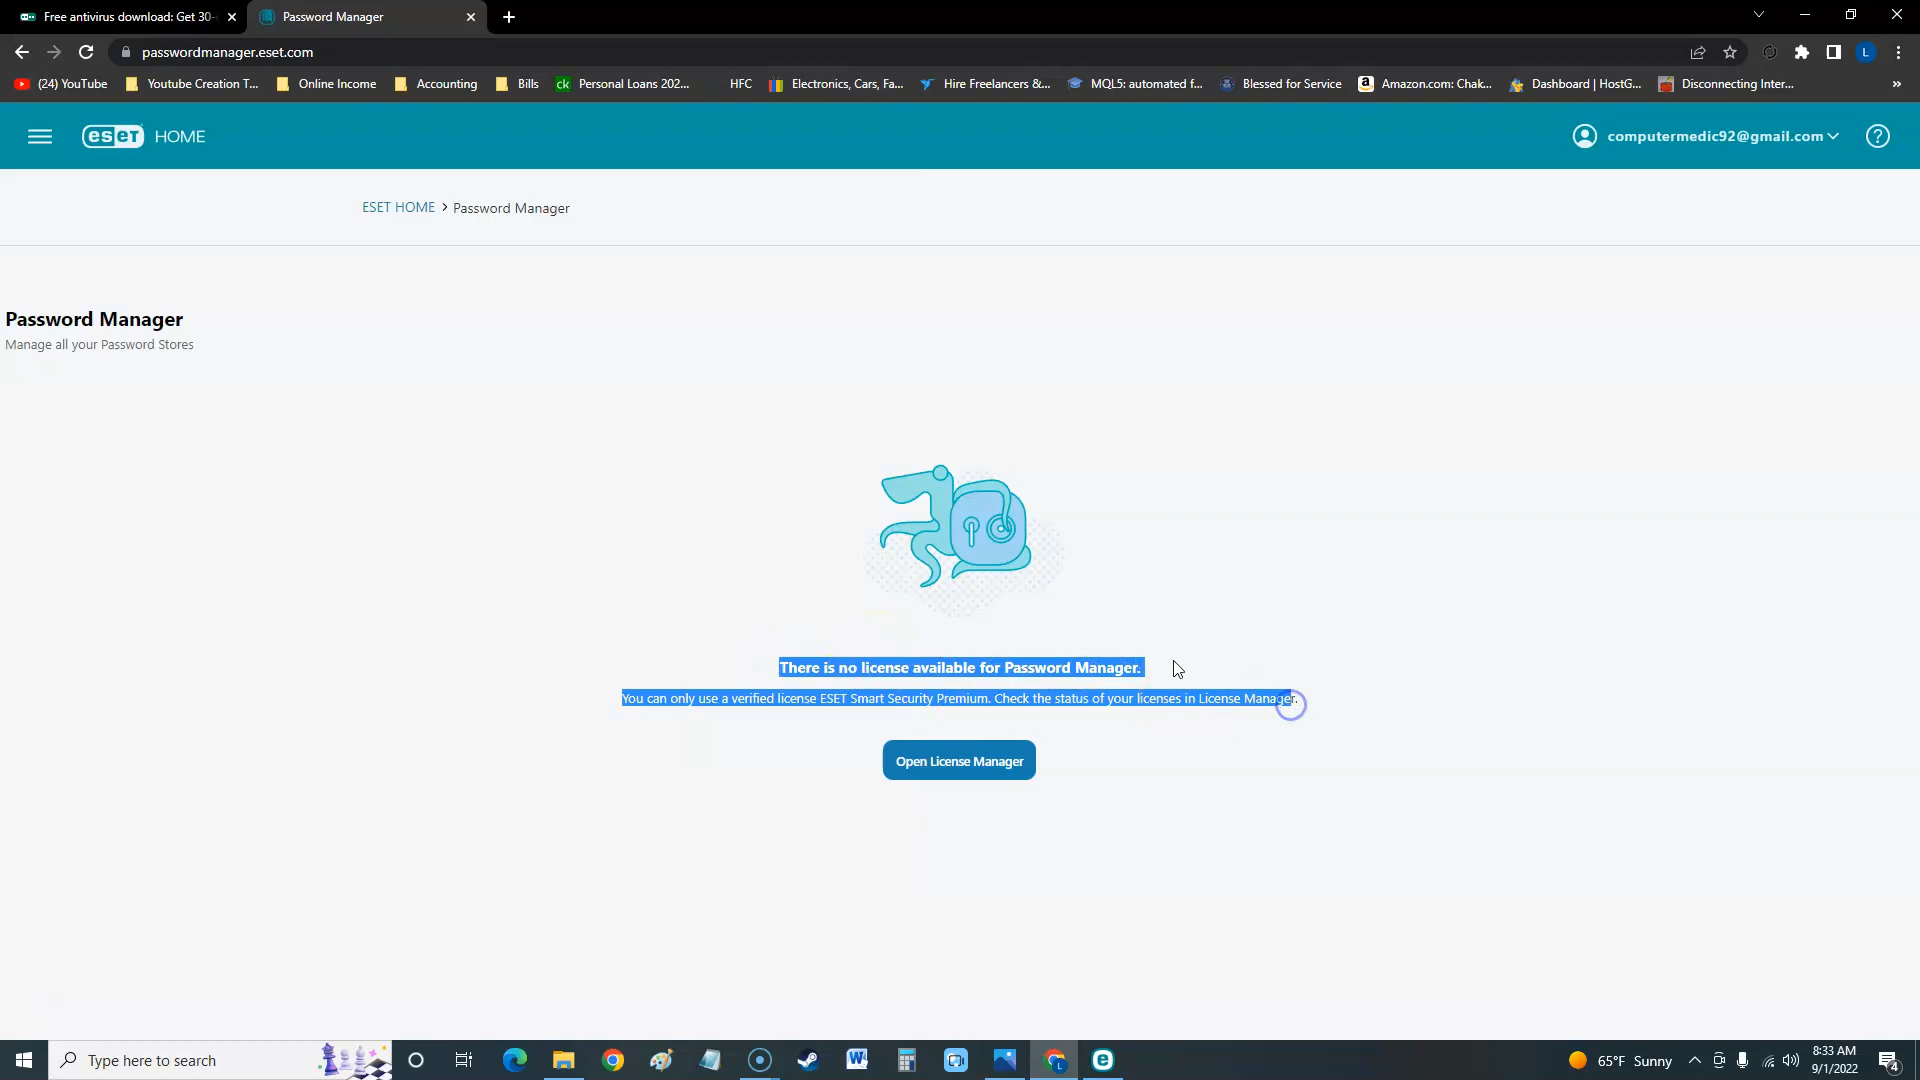 Free antivirus download: Get 30-
Password Manager
passwordmanager.eset.com
L
(24) YouTube
Youtube Creation T...
Online Income
Accounting
Bills
ck
Personal Loans 202...
HFC
Electronics, Cars, Fa...
Hire Freelancers &...
MQL5: automated f...
Blessed for Service
Amazon.com: Chak...
Dashboard | HostG...
Disconnecting Inter...
»
eseT HOME
computermedic92@gmail.com
?
ESET HOME > Password Manager
Password Manager
Manage all your Password Stores
There is no license available for Password Manager.
You can only use a verified license ESET Smart Security Premium. Check the status of your licenses in License Manager.
Open License Manager
Type here to search
W
L
e
65°F Sunny
8:33 AM
9/1/2022
4